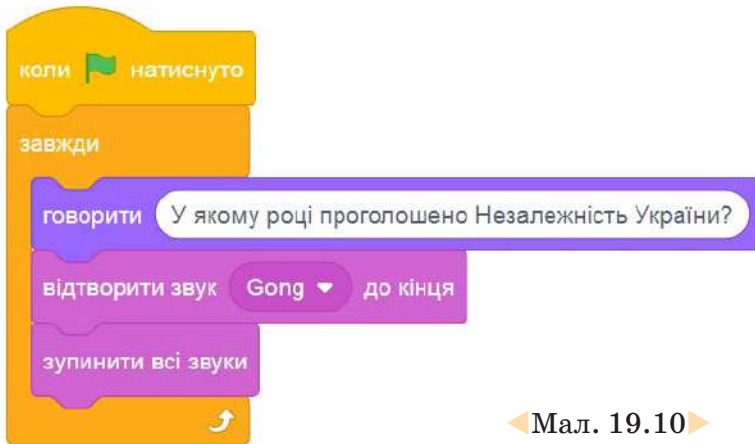 коли натиснуто
завжди
говорити У якому році проголошено Незалежність України?
відтворити звук Gong до кінця
зупинити всі звуки
Мал. 19.10